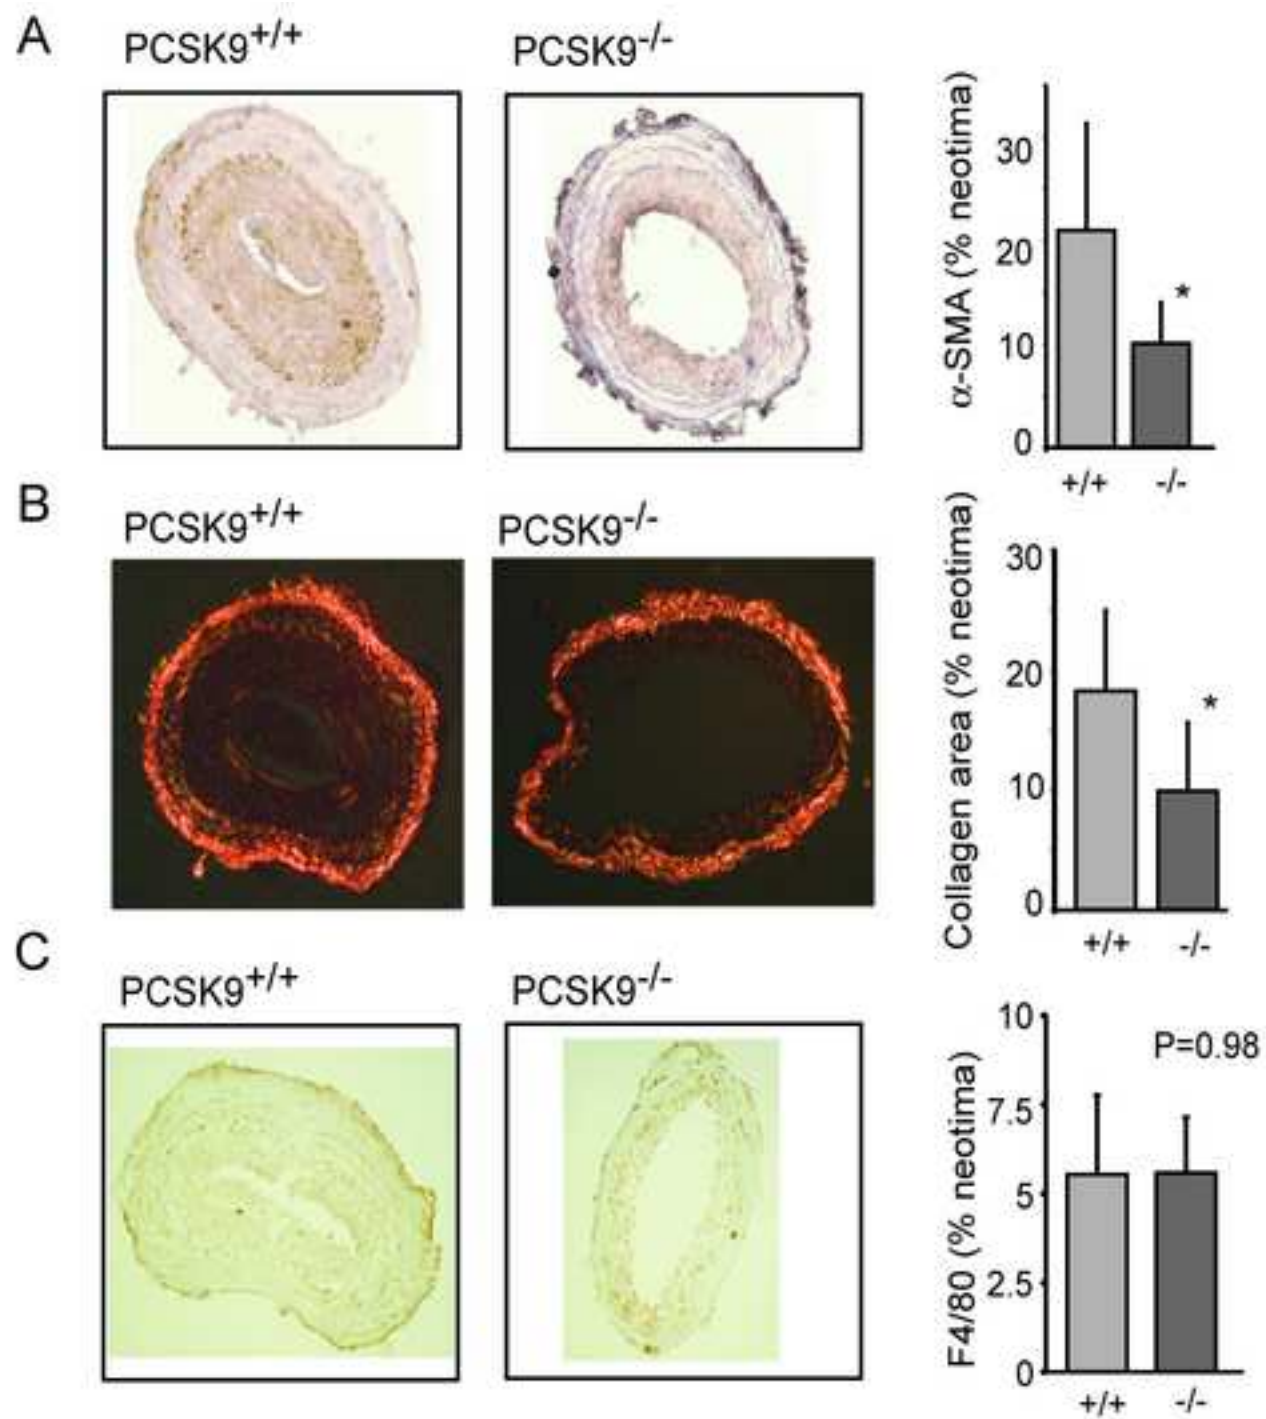 A
PCSK9+/+
PCSK9-/-
α-SMA (% neotima)
30
20
10
0
+/+
-/-
*
B
PCSK9+/+
PCSK9-/-
Collagen area (% neotima)
30
20
10
0
+/+
-/-
*
C
PCSK9+/+
PCSK9-/-
F4/80 (% neotima)
10
7.5
5
2.5
0
P=0.98
+/+
-/-